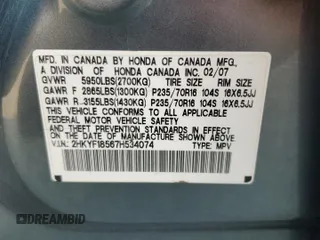 MFD. IN CANADA BY HONDA OF CANADA MFG.,
A DIVISION OF HONDA CANADA INC. 02/07
GVWR 5950LBS(2700KG) TIRE SIZE RIM SIZE
GAWR F 2865LBS(1300KG) P235/70R16 104S 16X6.5JJ
GAWR R 3155LBS(1430KG) P235/70R16 104S 16X6.5JJ
THIS VEHICLE CONFORMS TO ALL APPLICABLE
FEDERAL MOTOR VEHICLE SAFETY STANDARDS IN EFFECT
ON THE DATE OF MANUFACTURE SHOWN ABOVE.
V.I.N.: 2HKYF18567H534074 TYPE: MPV
DREAMBID